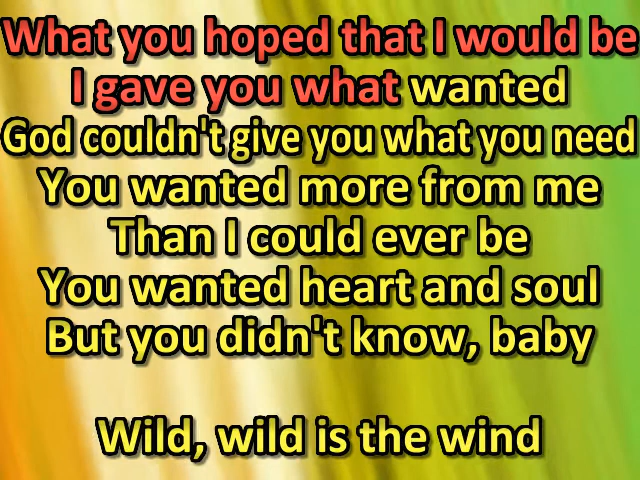 What you hoped that I would be
I gave you what wanted
God couldn't give you what you need
You wanted more from me
Than I could ever be
You wanted heart and soul
But you didn't know, baby
Wild, wild is the wind